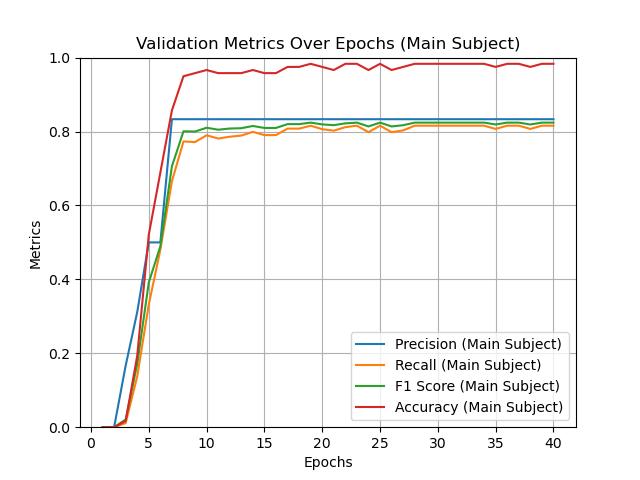 Validation Metrics Over Epochs (Main Subject)
1.0
0.8
0.6
0.4
0.2
0.0
Metrics
Precision (Main Subject)
Recall (Main Subject)
F1 Score (Main Subject)
Accuracy (Main Subject)
0 5 10 15 20 25 30 35 40
Epochs